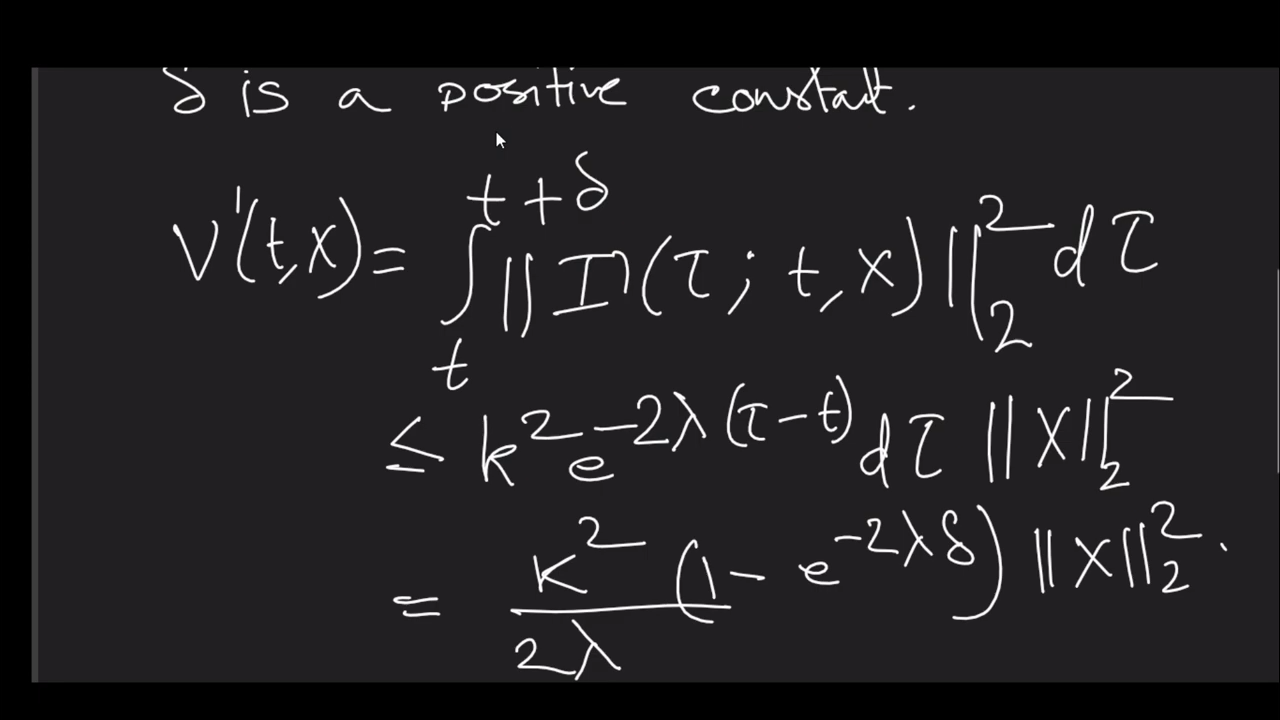 δ is a positive constant.
V'(t,x) = ∫_t^{t+δ} ||Π(τ; t,x)||_2^2 dτ
≤ k^2 e^{-2λ(τ-t)} dτ ||x||_2^2
= k^2/2λ (1 - e^{-2λδ}) ||x||_2^2.